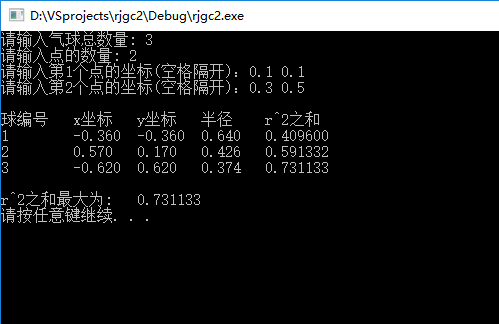 D:\VSprojects\rjgc2\Debug\rjgc2.exe
请输入气球总数量: 3
请输入点的数量: 2
请输入第1个点的坐标(空格隔开): 0.1 0.1
请输入第2个点的坐标(空格隔开): 0.3 0.5
球编号 x坐标 y坐标 半径 r^2之和
1 -0.360 -0.360 0.640 0.409600
2 0.570 0.170 0.426 0.591332
3 -0.620 0.620 0.374 0.731133
r^2之和最大为: 0.731133
请按任意键继续. . .